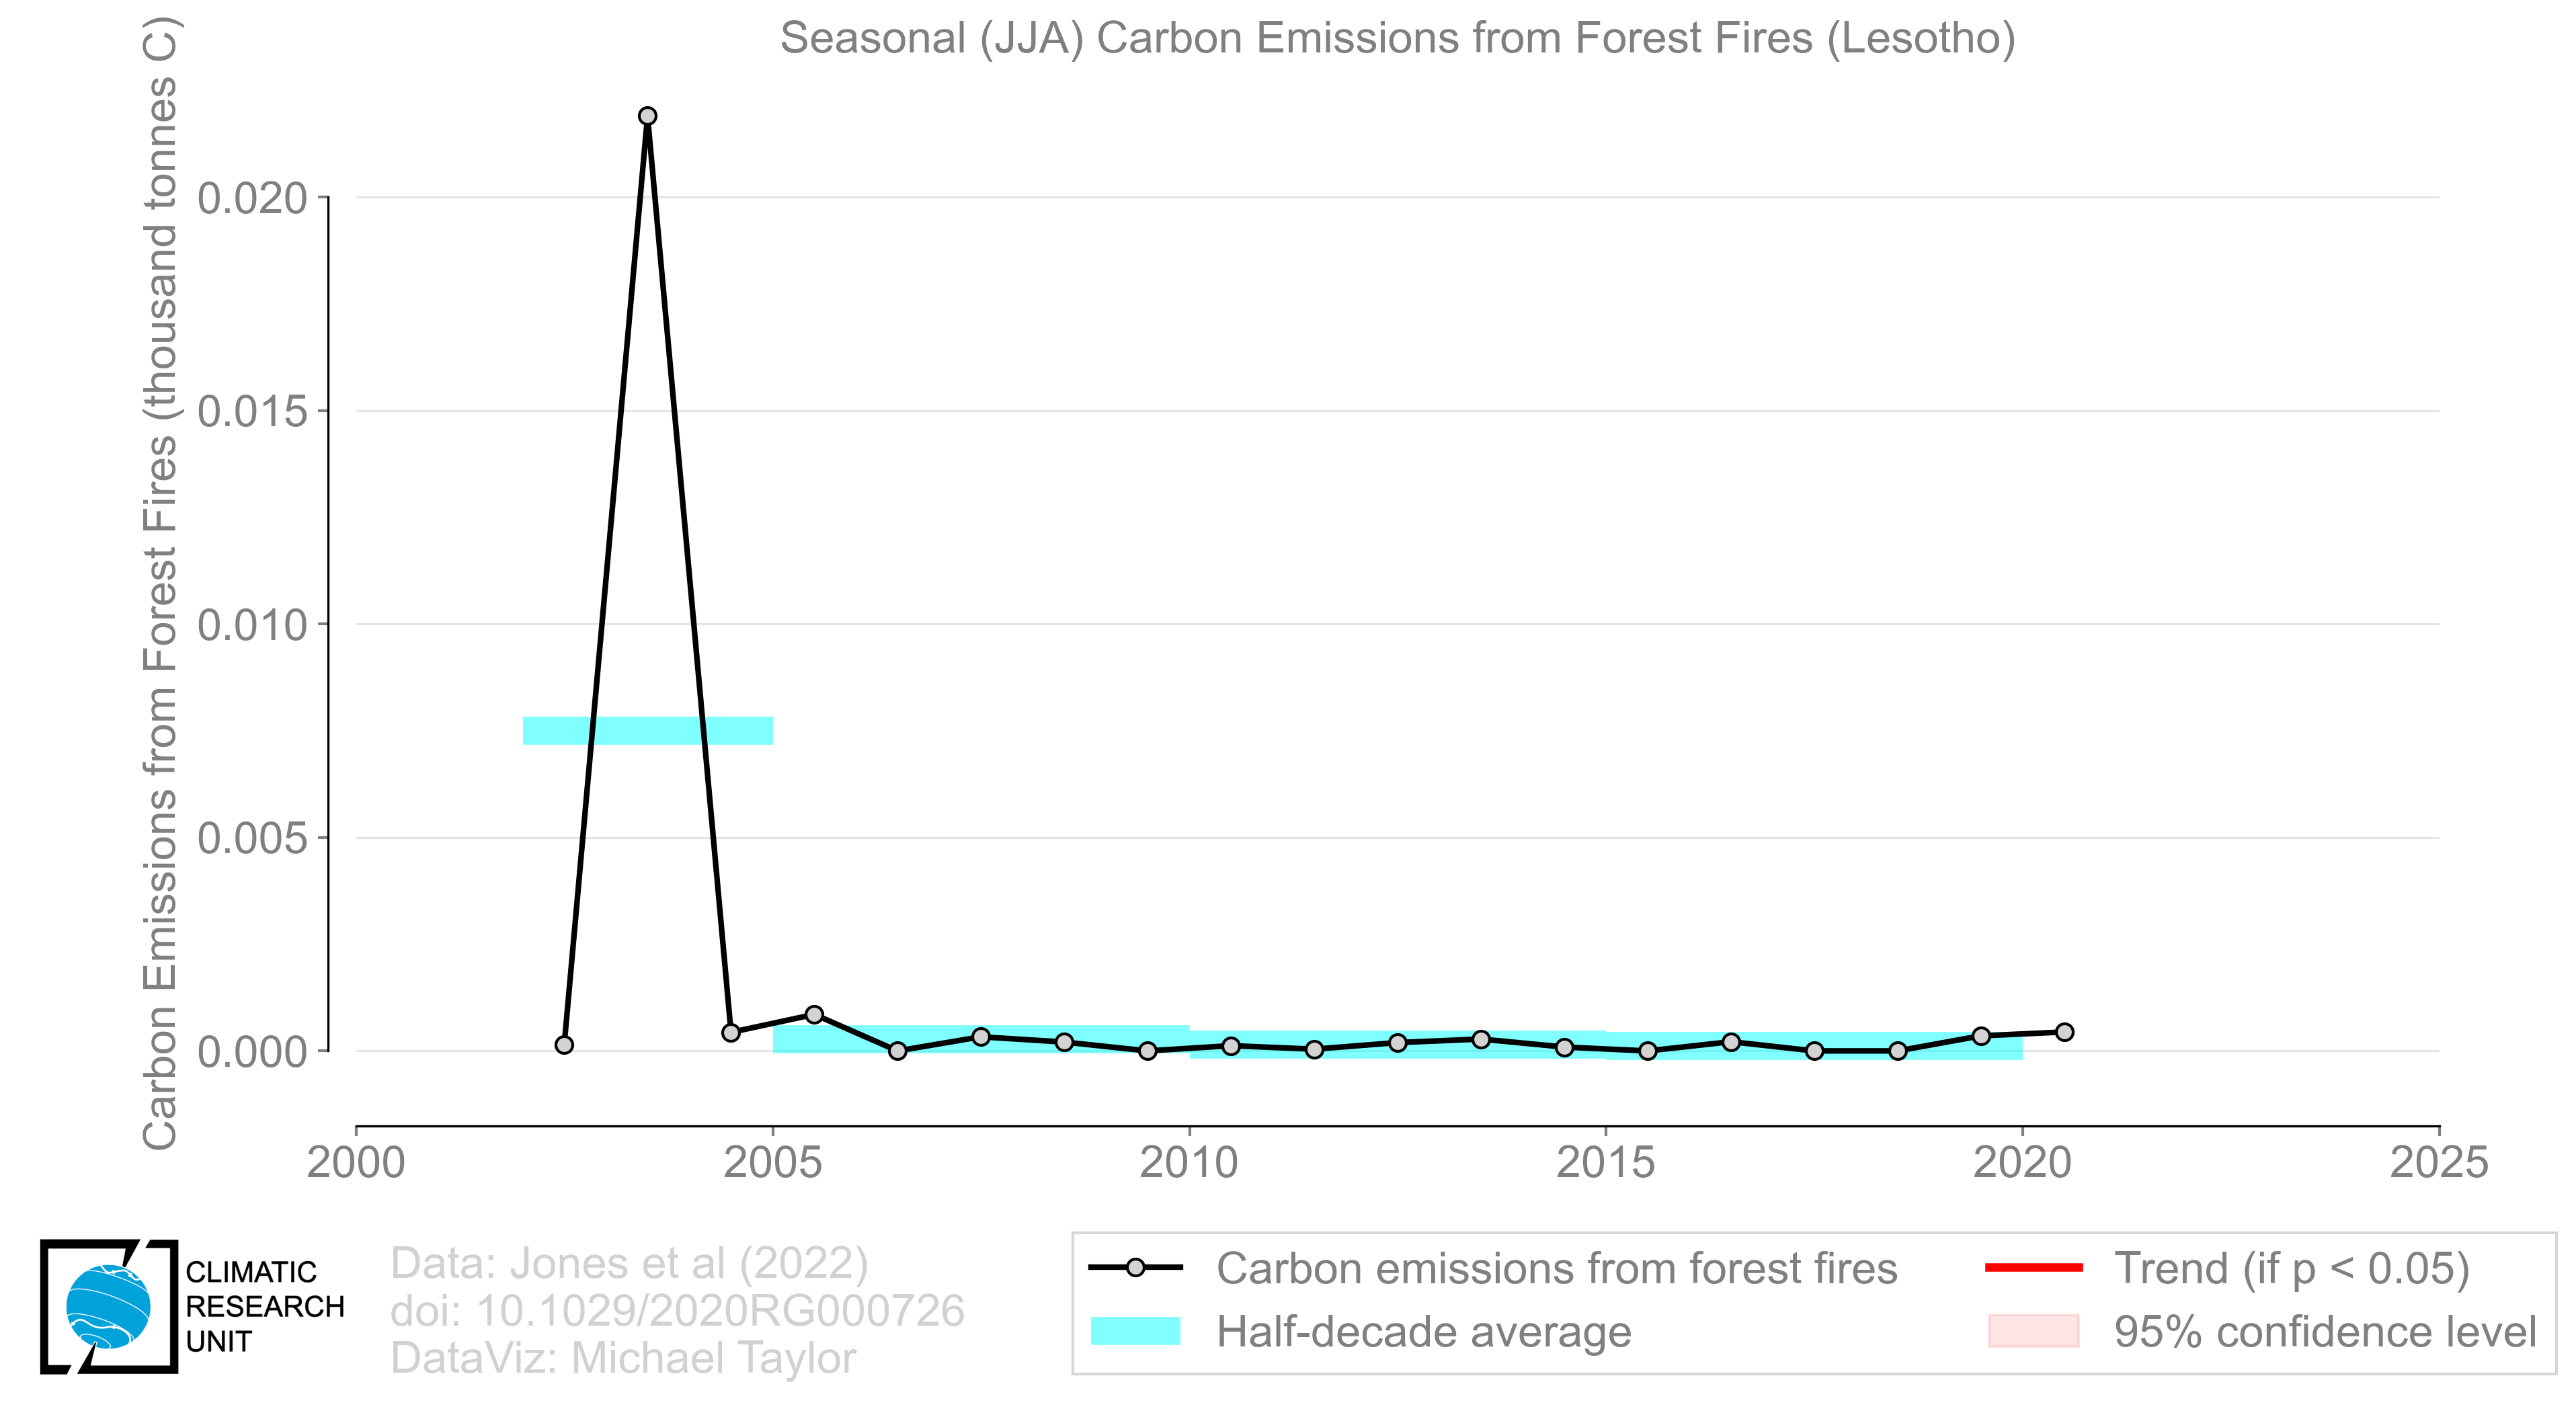 Seasonal (JJA) Carbon Emissions from Forest Fires (Lesotho)
Carbon Emissions from Forest Fires (thousand tonnes C)
0.020
0.015
0.010
0.005
0.000
2000
2005
2010
2015
2020
2025
CLIMATIC
RESEARCH
UNIT
Data: Jones et al (2022)
doi: 10.1029/2020RG000726
DataViz: Michael Taylor
Carbon emissions from forest fires
Half-decade average
Trend (if p < 0.05)
95% confidence level